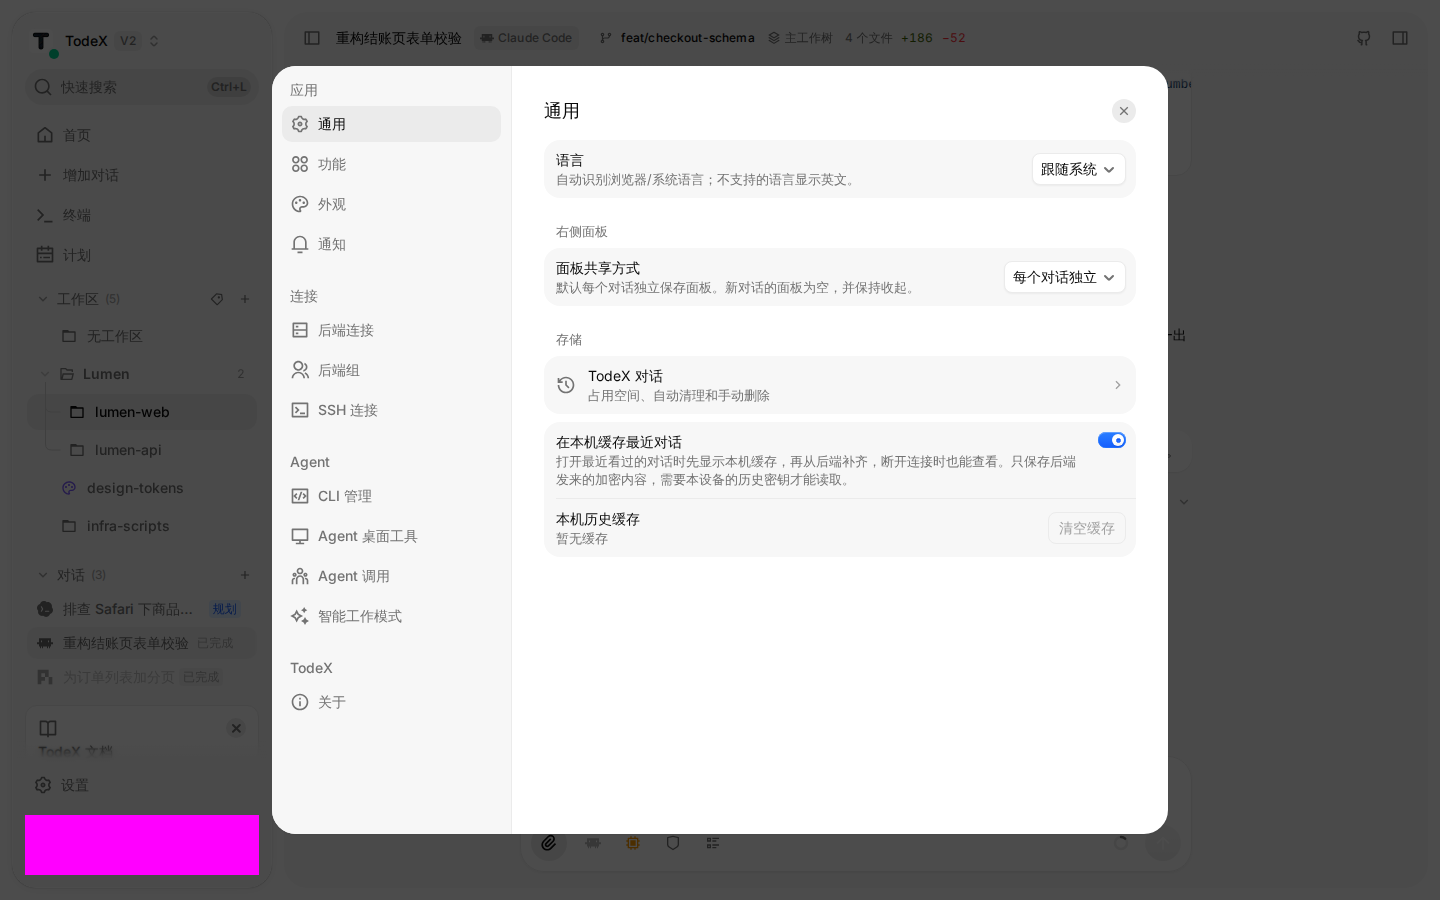 TodeX V2
快速搜索 Ctrl+L
首页
增加对话
终端
计划
工作区 (5)
无工作区
Lumen 2
lumen-web
lumen-api
design-tokens
infra-scripts
对话 (3)
排查 Safari 下商品... 规划
重构结账页表单校验 已完成
为订单列表加分页 已完成
TodeX 文档
设置
重构结账页表单校验 Claude Code feat/checkout-schema 主工作树 4 个文件 +186 −52
应用
通用
功能
外观
通知
连接
后端连接
后端组
SSH 连接
Agent
CLI 管理
Agent 桌面工具
Agent 调用
智能工作模式
TodeX
关于
通用
语言
自动识别浏览器/系统语言；不支持的语言显示英文。
跟随系统
右侧面板
面板共享方式
默认每个对话独立保存面板。新对话的面板为空，并保持收起。
每个对话独立
存储
TodeX 对话
占用空间、自动清理和手动删除
在本机缓存最近对话
打开最近看过的对话时先显示本机缓存，再从后端补齐，断开连接时也能查看。只保存后端
发来的加密内容，需要本设备的历史密钥才能读取。
本机历史缓存
暂无缓存
清空缓存
出